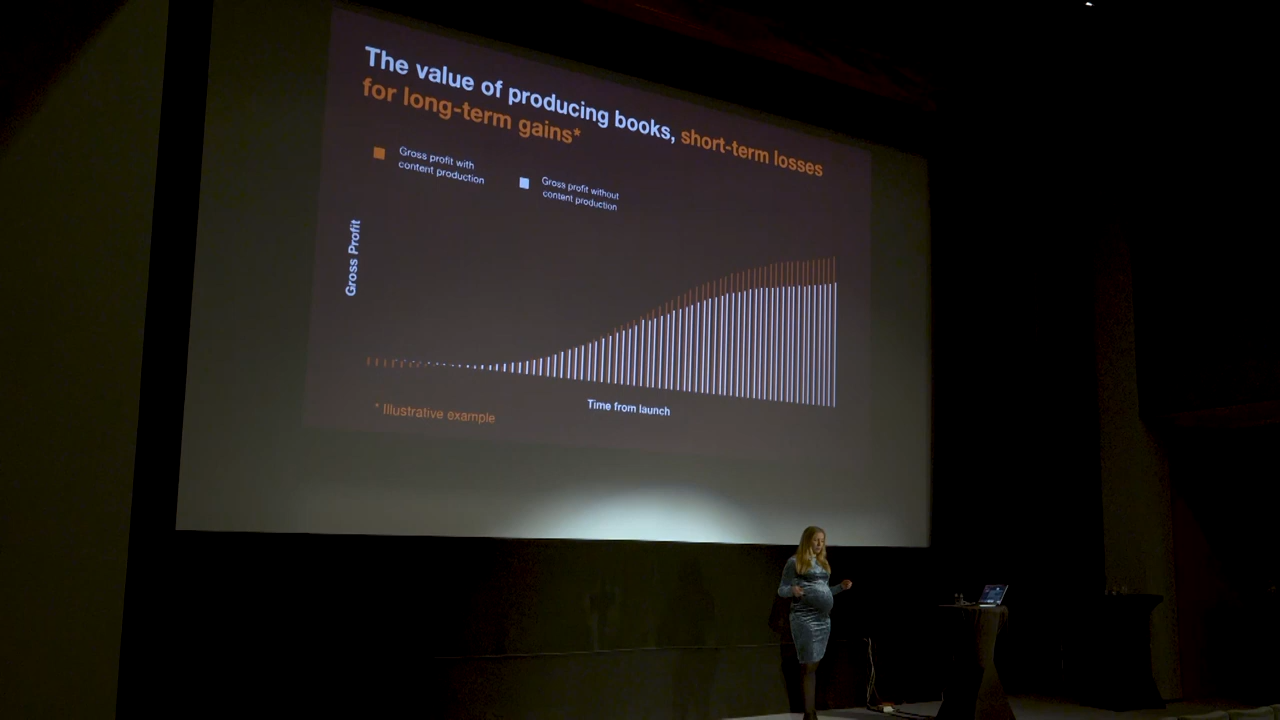 The value of producing books, short-term losses
for long-term gains*
Gross profit with
content production
Gross profit without
content production
Gross Profit
Time from launch
* Illustrative example